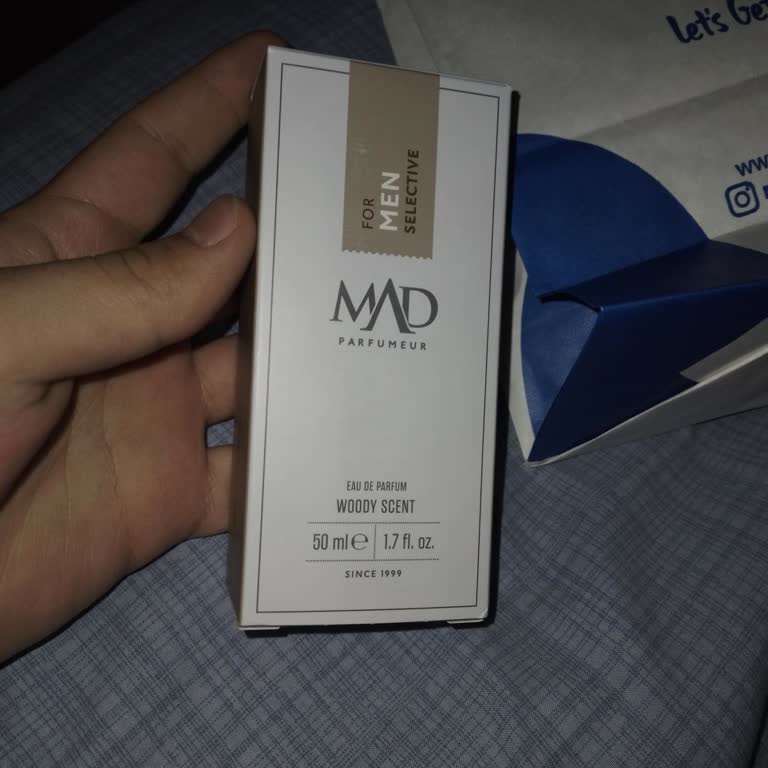 FOR
MEN
SELECTIVE
MAD
PARFUMEUR
EAU DE PARFUM
WOODY SCENT
50 ml ℮ 1.7 fl. oz.
SINCE 1999
Let's